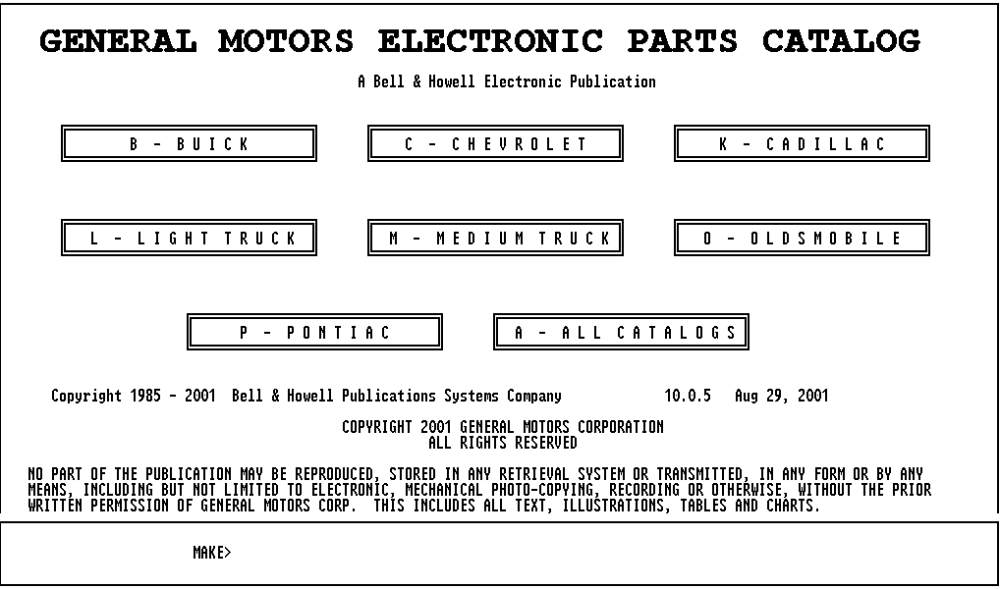 GENERAL MOTORS ELECTRONIC PARTS CATALOG
A Bell & Howell Electronic Publication
B - BUICK
C - CHEVROLET
K - CADILLAC
L - LIGHT TRUCK
M - MEDIUM TRUCK
O - OLDSMOBILE
P - PONTIAC
A - ALL CATALOGS
Copyright 1985 - 2001 Bell & Howell Publications Systems Company 10.0.5 Aug 29, 2001
COPYRIGHT 2001 GENERAL MOTORS CORPORATION
ALL RIGHTS RESERVED
NO PART OF THE PUBLICATION MAY BE REPRODUCED, STORED IN ANY RETRIEVAL SYSTEM OR TRANSMITTED, IN ANY FORM OR BY ANY
MEANS, INCLUDING BUT NOT LIMITED TO ELECTRONIC, MECHANICAL PHOTO-COPYING, RECORDING OR OTHERWISE, WITHOUT THE PRIOR
WRITTEN PERMISSION OF GENERAL MOTORS CORP. THIS INCLUDES ALL TEXT, ILLUSTRATIONS, TABLES AND CHARTS.
MAKE>